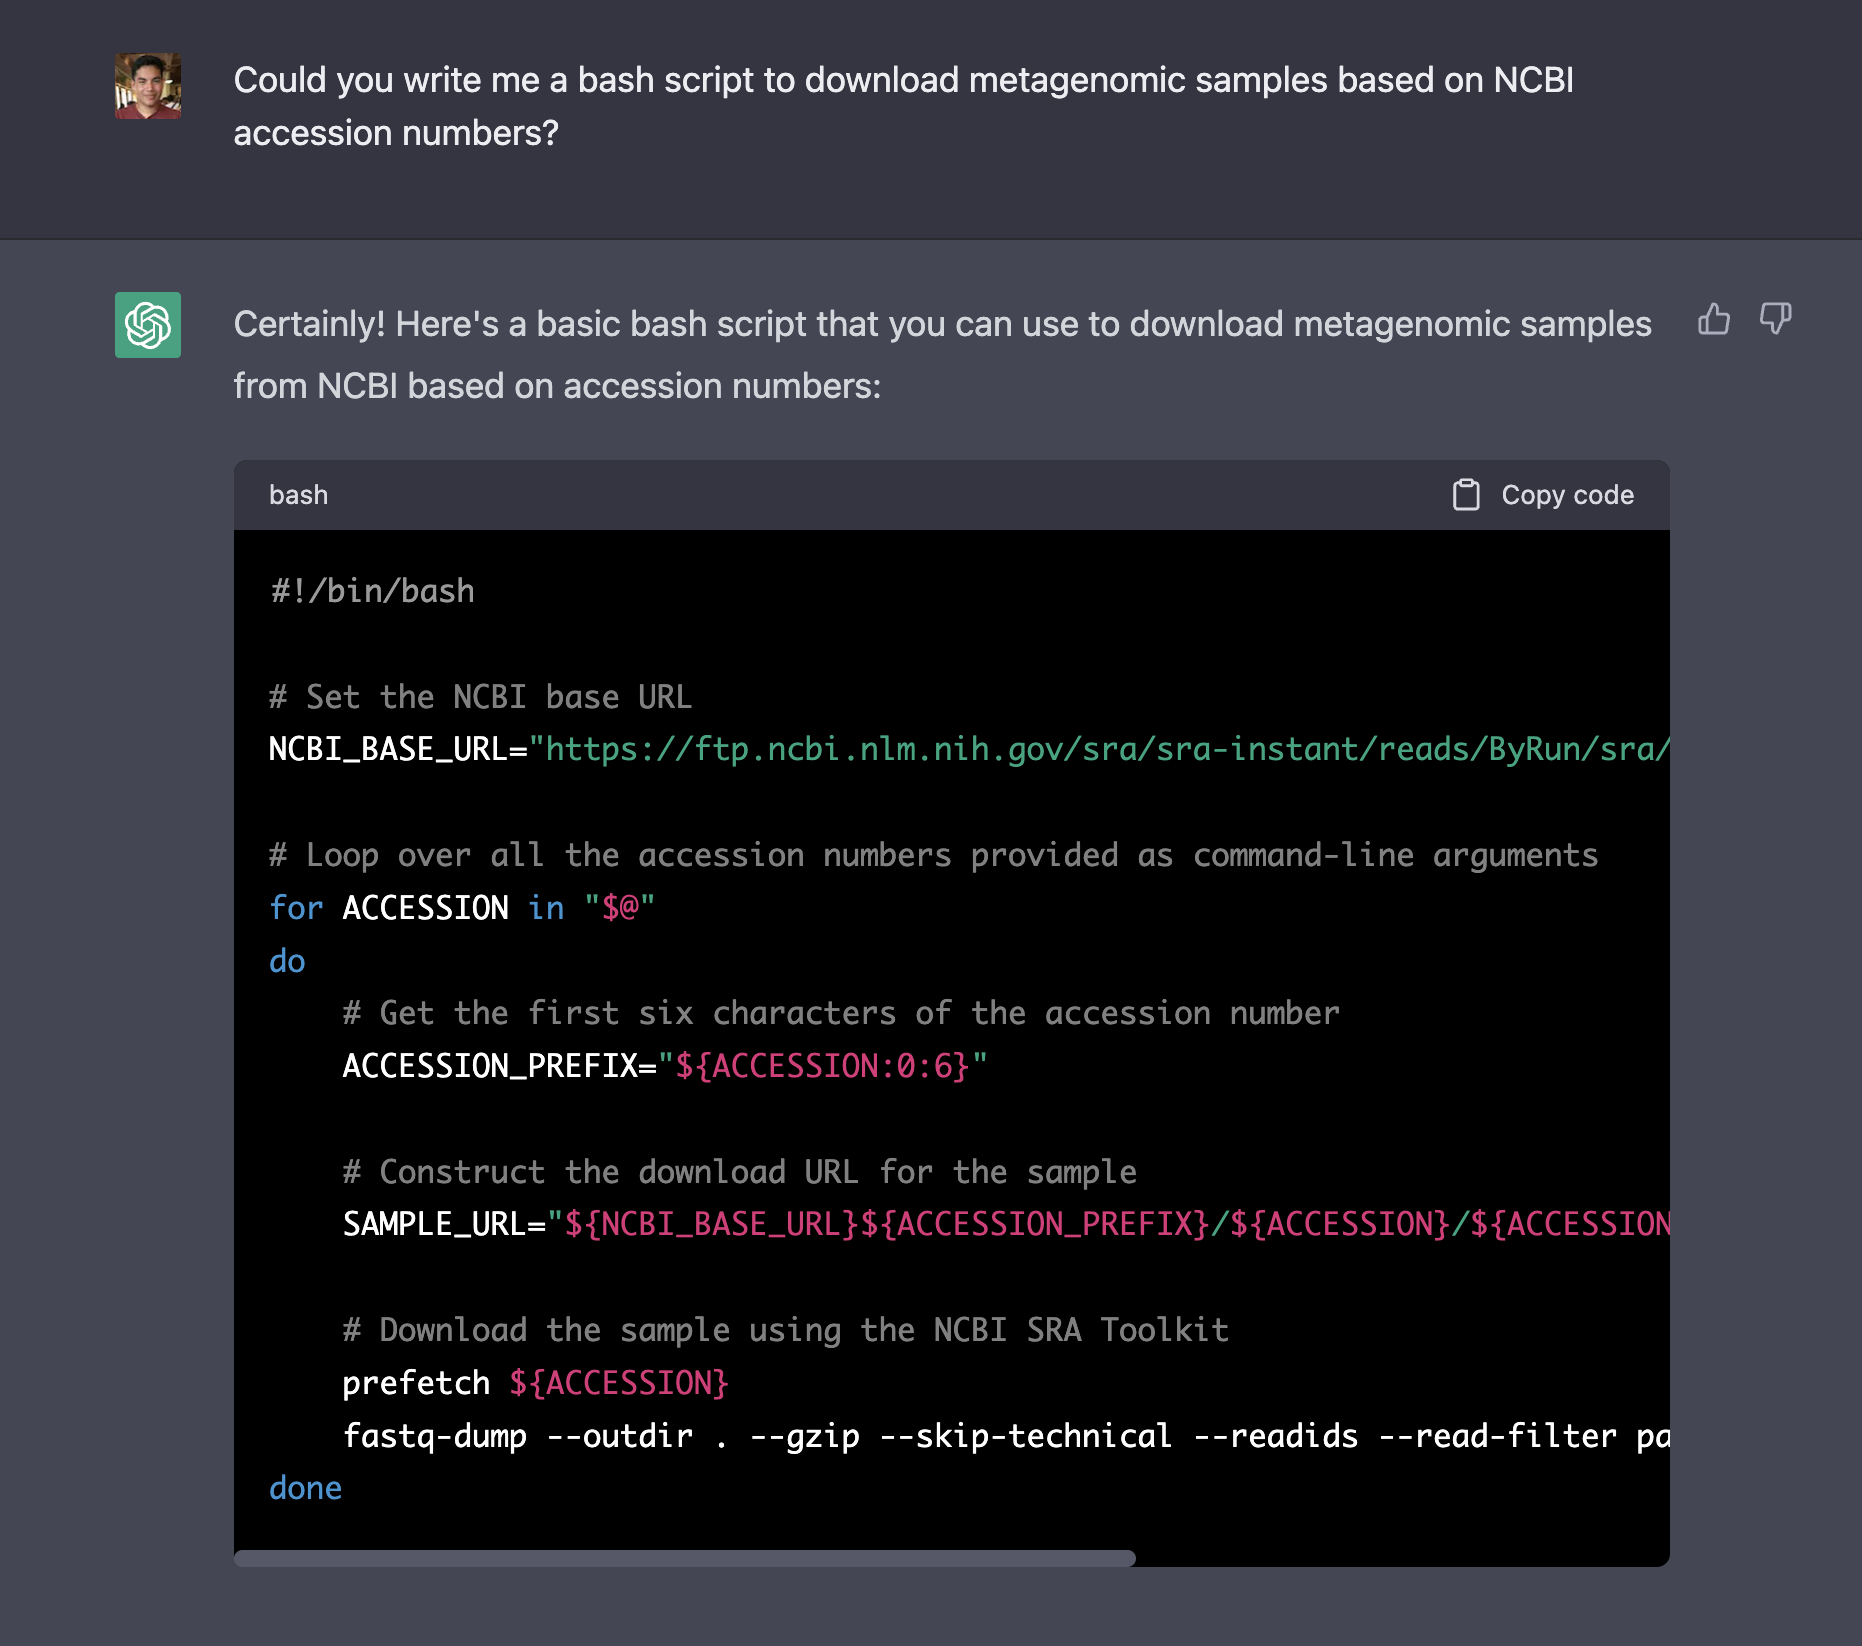 Could you write me a bash script to download metagenomic samples based on NCBI
accession numbers?
Certainly! Here's a basic bash script that you can use to download metagenomic samples
from NCBI based on accession numbers:
bash
Copy code
#!/bin/bash
# Set the NCBI base URL
NCBI_BASE_URL="https://ftp.ncbi.nlm.nih.gov/sra/sra-instant/reads/ByRun/sra/
# Loop over all the accession numbers provided as command-line arguments
for ACCESSION in "$@"
do
    # Get the first six characters of the accession number
    ACCESSION_PREFIX="${ACCESSION:0:6}"
    # Construct the download URL for the sample
    SAMPLE_URL="${NCBI_BASE_URL}${ACCESSION_PREFIX}/${ACCESSION}/${ACCESSION
    # Download the sample using the NCBI SRA Toolkit
    prefetch ${ACCESSION}
    fastq-dump --outdir . --gzip --skip-technical --readids --read-filter pa
done